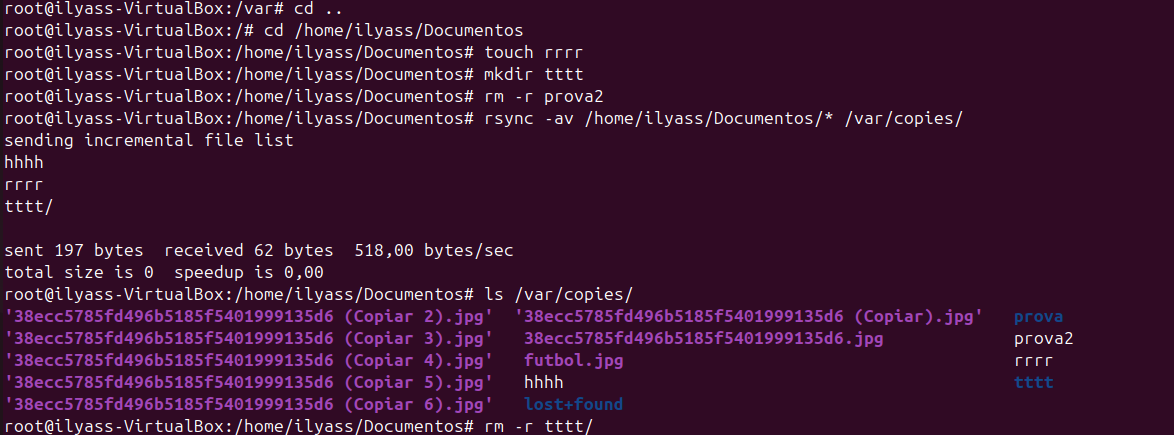 root@ilyass-VirtualBox:/var# cd ..
root@ilyass-VirtualBox:/# cd /home/ilyass/Documentos
root@ilyass-VirtualBox:/home/ilyass/Documentos# touch rrrr
root@ilyass-VirtualBox:/home/ilyass/Documentos# mkdir tttt
root@ilyass-VirtualBox:/home/ilyass/Documentos# rm -r prova2
root@ilyass-VirtualBox:/home/ilyass/Documentos# rsync -av /home/ilyass/Documentos/* /var/copies/
sending incremental file list
hhhh
rrrr
tttt/
sent 197 bytes  received 62 bytes  518,00 bytes/sec
total size is 0  speedup is 0,00
root@ilyass-VirtualBox:/home/ilyass/Documentos# ls /var/copies/
'38ecc5785fd496b5185f5401999135d6 (Copiar 2).jpg'  '38ecc5785fd496b5185f5401999135d6 (Copiar).jpg'   prova
'38ecc5785fd496b5185f5401999135d6 (Copiar 3).jpg'   38ecc5785fd496b5185f5401999135d6.jpg             prova2
'38ecc5785fd496b5185f5401999135d6 (Copiar 4).jpg'   futbol.jpg                                       rrrr
'38ecc5785fd496b5185f5401999135d6 (Copiar 5).jpg'   hhhh                                             tttt
'38ecc5785fd496b5185f5401999135d6 (Copiar 6).jpg'   lost+found
root@ilyass-VirtualBox:/home/ilyass/Documentos# rm -r tttt/